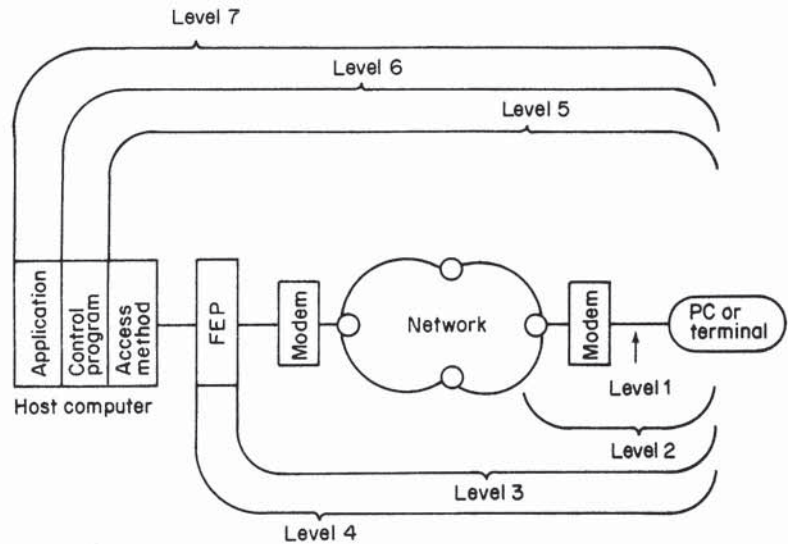 Level 7
Level 6
Level 5
Application
Control
program
Access
method
FEP
Modem
Network
Modem
PC or
terminal
Host computer
Level 1
Level 2
Level 3
Level 4